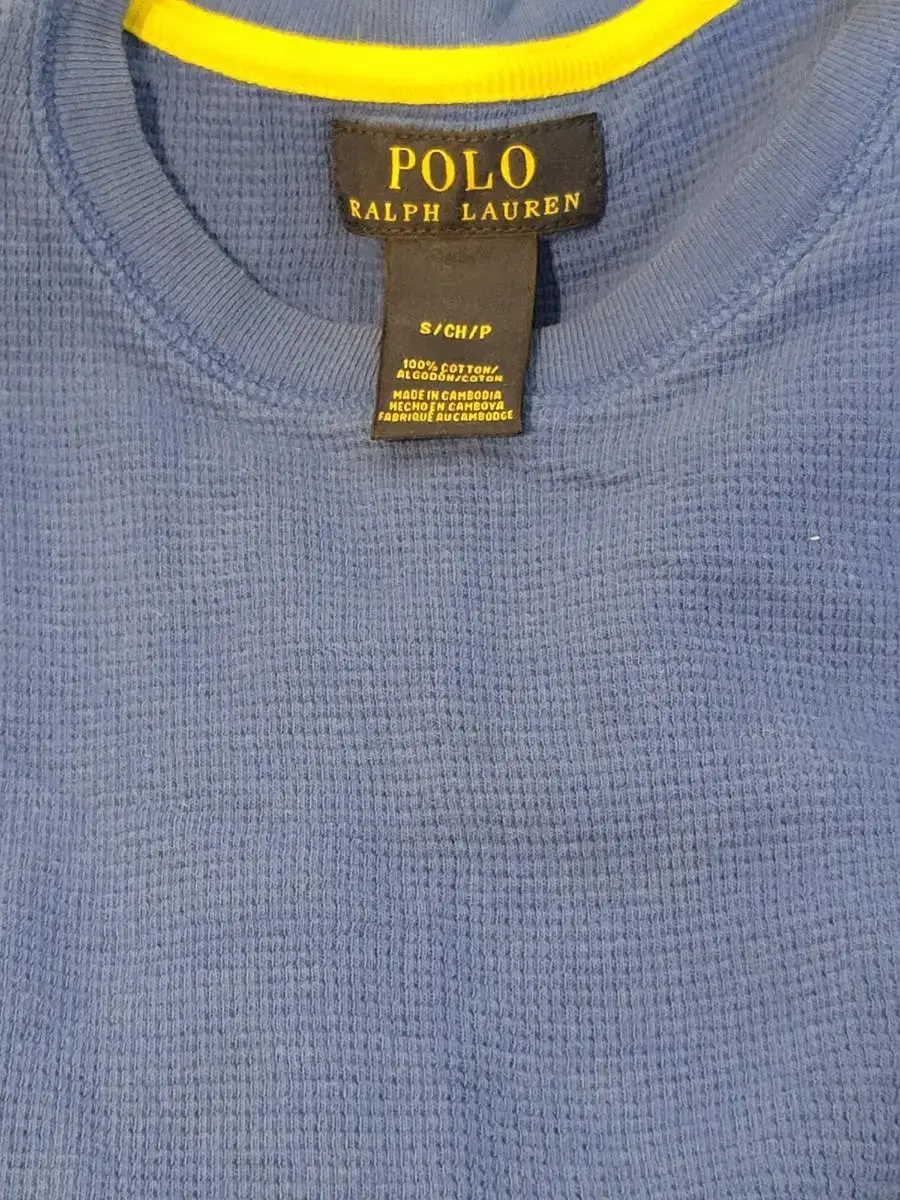 POLO
RALPH LAUREN
S/CH/P
100% COTTON/
ALGODÓN/COTON
MADE IN CAMBODIA
HECHO EN CAMBOYA
FABRIQUÉ AU CAMBODGE